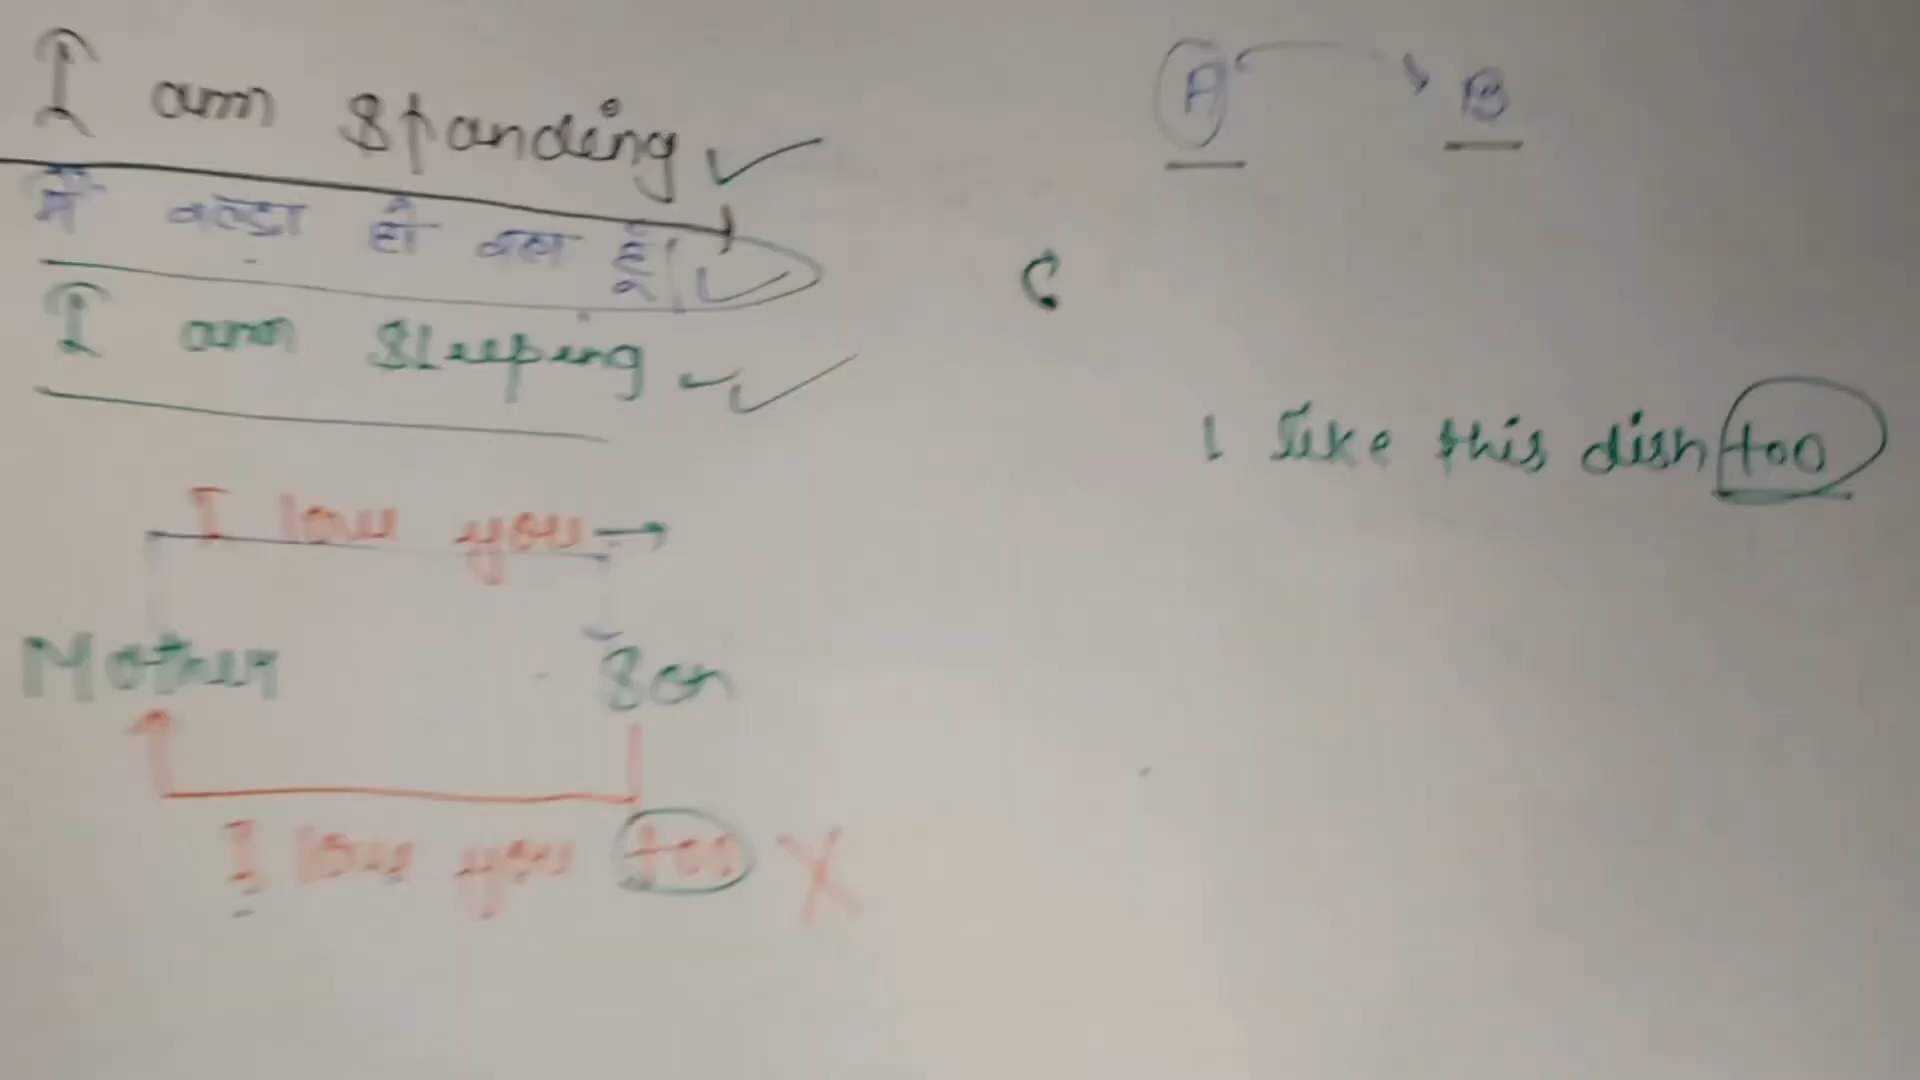 I am standing
मैं खड़ा हो रहा हूँ
I am sleeping
I love you
Mother Son
I love you too X
A B
C
I like this dish too